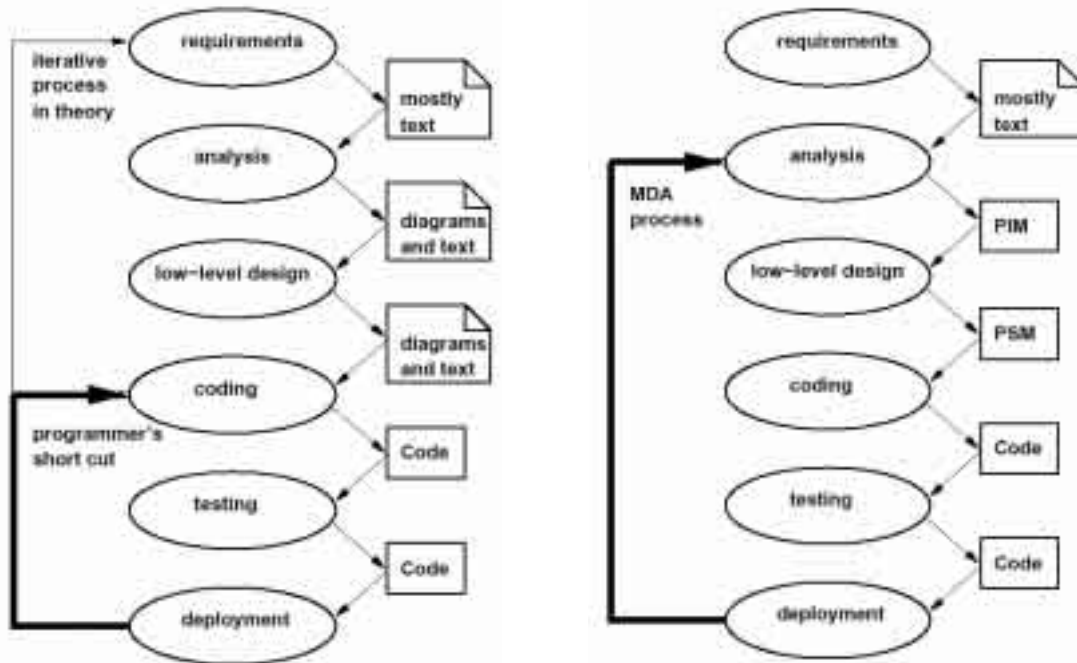 requirements
iterative
process
in theory
mostly
text
analysis
diagrams
and text
low-level design
diagrams
and text
coding
programmer's
short cut
Code
testing
Code
deployment
requirements
mostly
text
analysis
MDA
process
PIM
low-level design
PSM
coding
Code
testing
Code
deployment